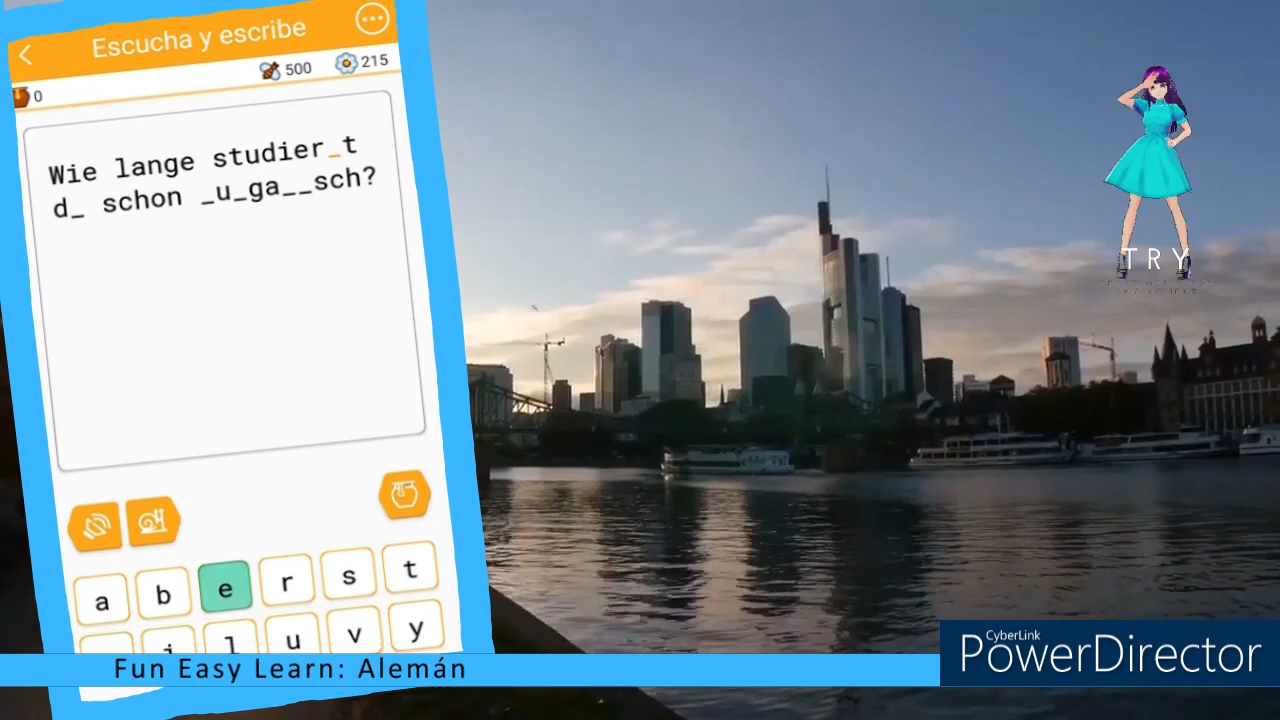 Escucha y escribe
500
215
0
Wie lange studier_t
d_ schon _u_ga__sch?
a b e r s t
i l u v y
Fun Easy Learn: Alemán
TRY
CyberLink
PowerDirector